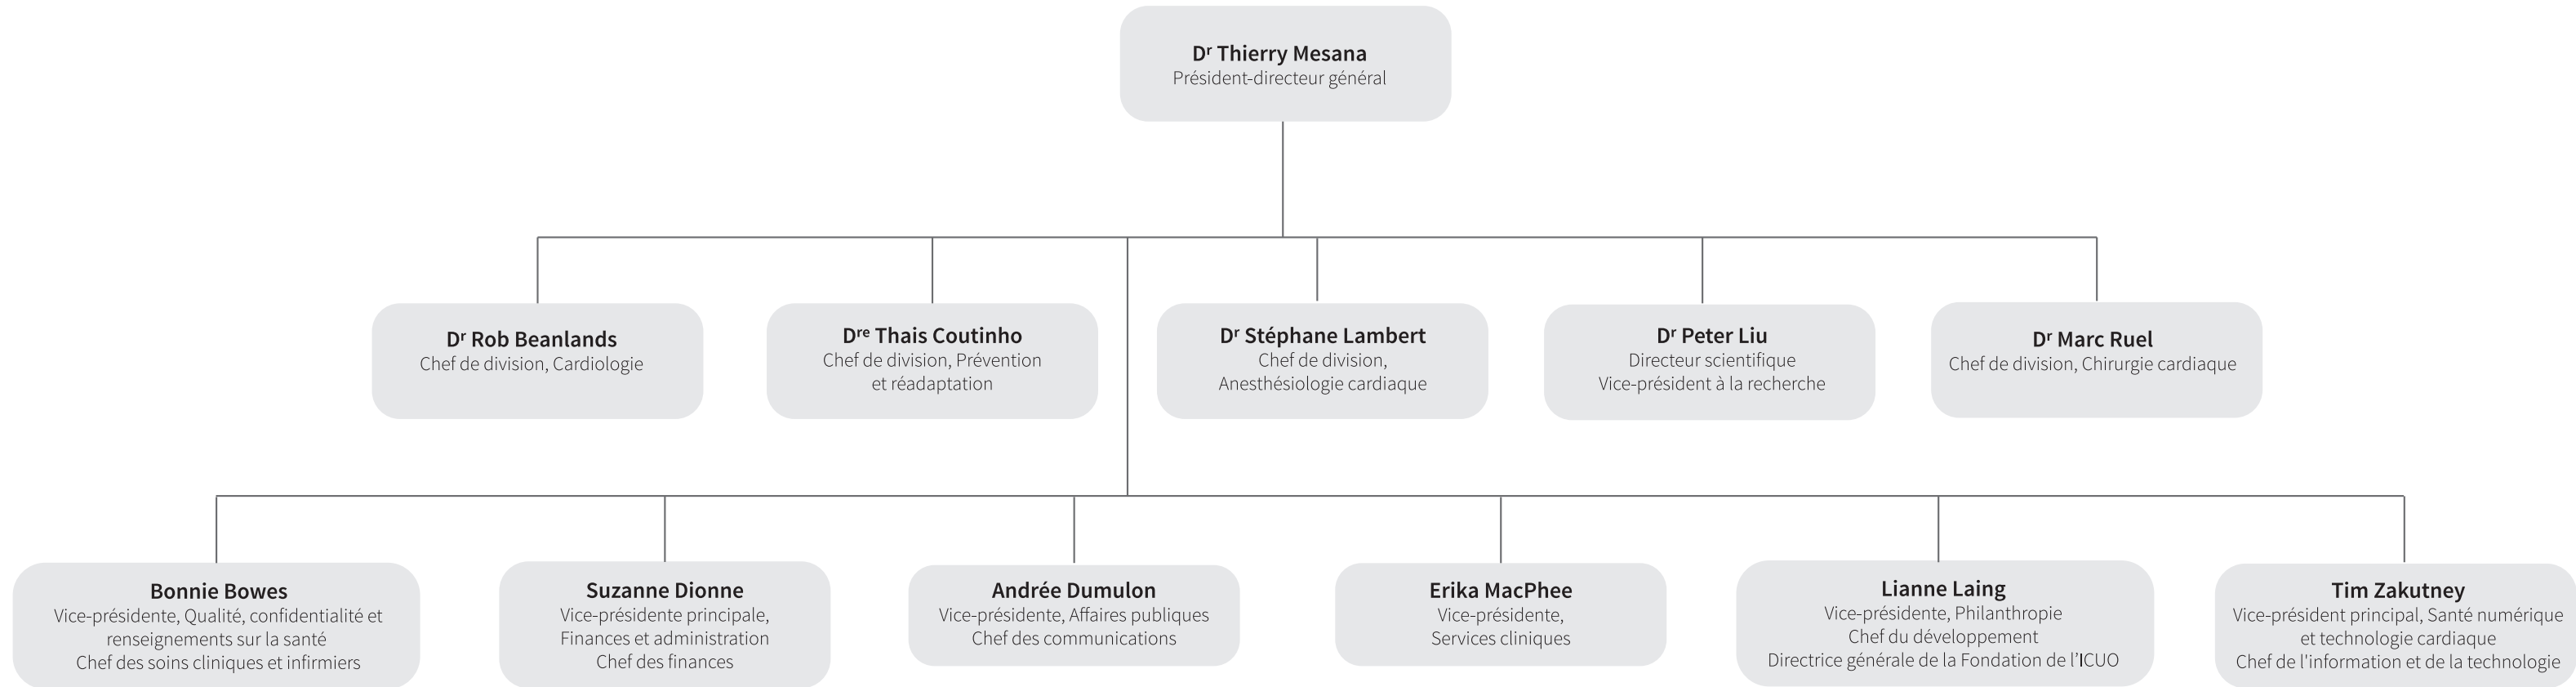 Dr Thierry Mesana
Président-directeur général
Dr Rob Beanlands
Chef de division, Cardiologie
Dre Thais Coutinho
Chef de division, Prévention
et réadaptation
Dr Stéphane Lambert
Chef de division,
Anesthésiologie cardiaque
Dr Peter Liu
Directeur scientifique
Vice-président à la recherche
Dr Marc Ruel
Chef de division, Chirurgie cardiaque
Bonnie Bowes
Vice-présidente, Qualité, confidentialité et
renseignements sur la santé
Chef des soins cliniques et infirmiers
Suzanne Dionne
Vice-présidente principale,
Finances et administration
Chef des finances
Andrée Dumulon
Vice-présidente, Affaires publiques
Chef des communications
Erika MacPhee
Vice-présidente,
Services cliniques
Lianne Laing
Vice-présidente, Philanthropie
Chef du développement
Directrice générale de la Fondation de l’ICUO
Tim Zakutney
Vice-président principal, Santé numérique
et technologie cardiaque
Chef de l'information et de la technologie